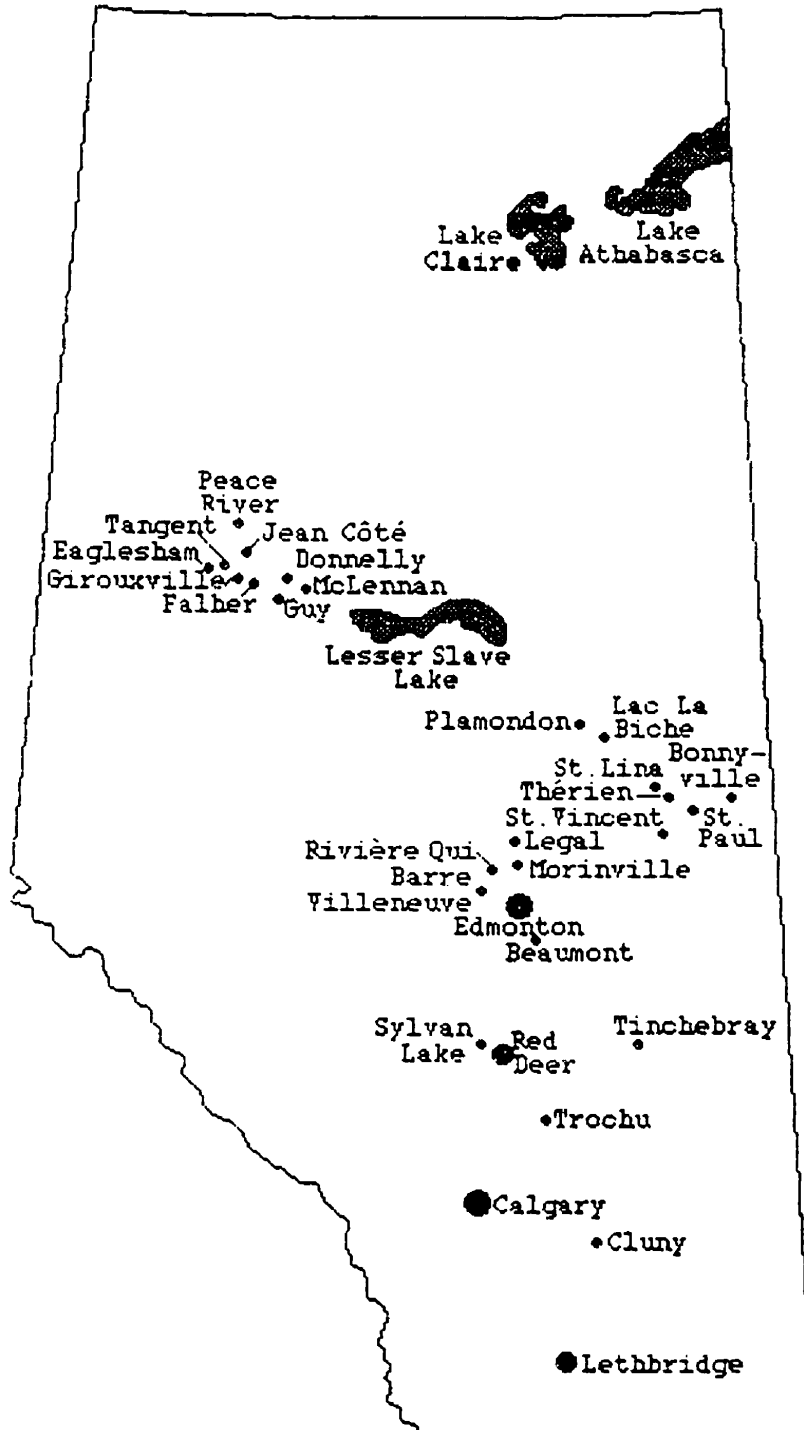 Lake
Claire
Lake
Athabasca
Peace
River
Tangent
Jean Côté
Eaglesham
Donnelly
Girouxville
McLennan
Falher
Guy
Lesser Slave
Lake
Plamondon
Lac La
Biche
Bonny-
ville
St.Lina
Thérien
St.Vincent
St.
Paul
Legal
Rivière Qui
Barre
Morinville
Villeneuve
Edmonton
Beaumont
Sylvan
Lake
Red
Deer
Tinchebray
Trochu
Calgary
Cluny
Lethbridge